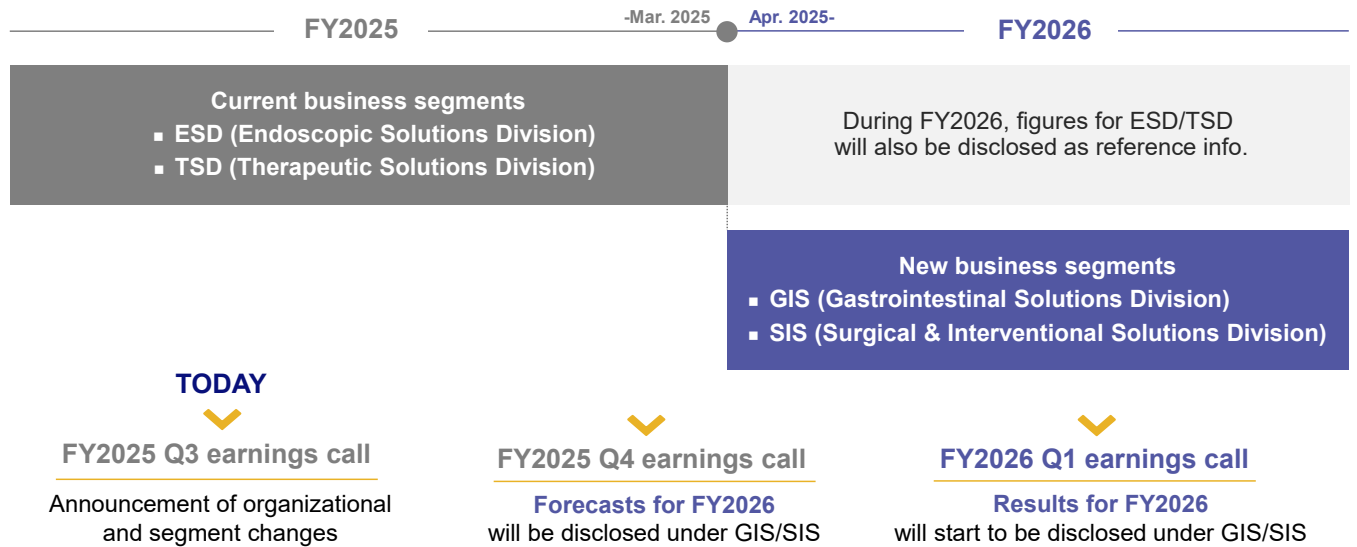 FY2025
-Mar. 2025
Apr. 2025-
FY2026
Current business segments
▪ ESD (Endoscopic Solutions Division)
▪ TSD (Therapeutic Solutions Division)
During FY2026, figures for ESD/TSD
will also be disclosed as reference info.
New business segments
▪ GIS (Gastrointestinal Solutions Division)
▪ SIS (Surgical & Interventional Solutions Division)
TODAY
FY2025 Q3 earnings call
Announcement of organizational
and segment changes
FY2025 Q4 earnings call
Forecasts for FY2026
will be disclosed under GIS/SIS
FY2026 Q1 earnings call
Results for FY2026
will start to be disclosed under GIS/SIS